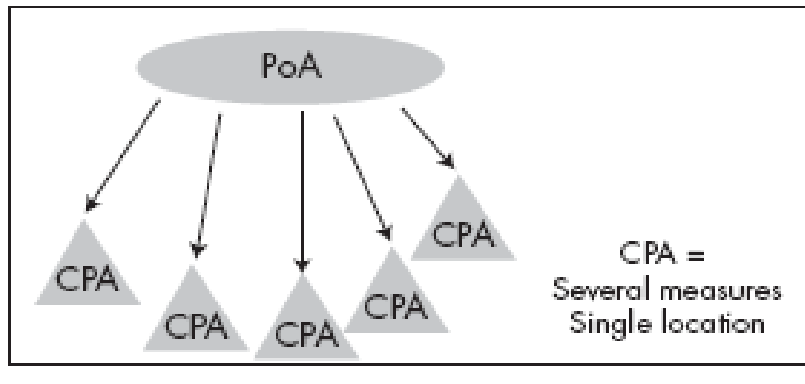 PoA
CPA
CPA
CPA
CPA
CPA
CPA =
Several measures
Single location